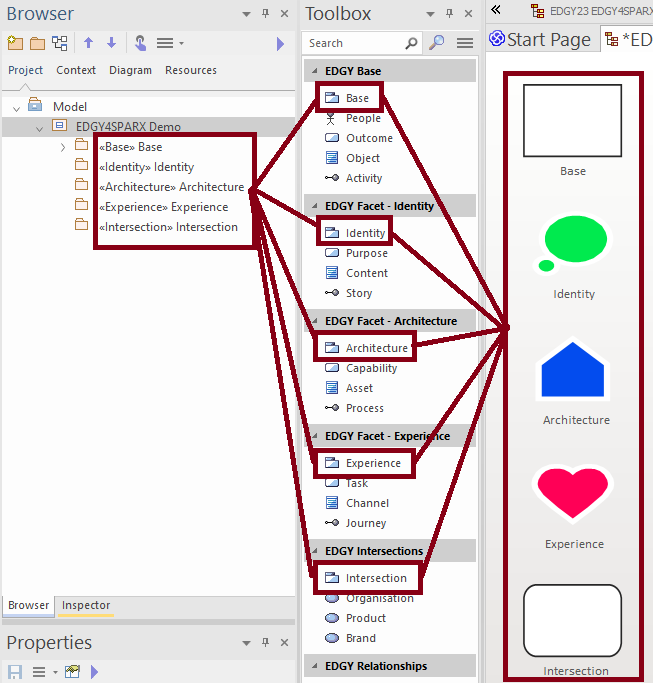 Browser
Project Context Diagram Resources
Model
EDGY4SPARX Demo
«Base» Base
«Identity» Identity
«Architecture» Architecture
«Experience» Experience
«Intersection» Intersection
Browser Inspector
Properties
Toolbox
Search
EDGY Base
Base
People
Outcome
Object
Activity
EDGY Facet - Identity
Identity
Purpose
Content
Story
EDGY Facet - Architecture
Architecture
Capability
Asset
Process
EDGY Facet - Experience
Experience
Task
Channel
Journey
EDGY Intersections
Intersection
Organisation
Product
Brand
EDGY Relationships
EDGY23 EDGY4SPARX
Start Page *ED
Base
Identity
Architecture
Experience
Intersection